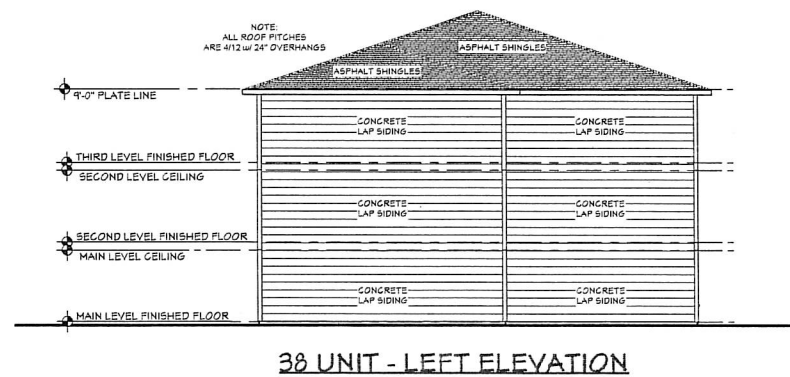 NOTE:
ALL ROOF PITCHES
ARE 4/12 w/ 24" OVERHANGS
ASPHALT SHINGLES
ASPHALT SHINGLES
9'-0" PLATE LINE
CONCRETE
LAP SIDING
CONCRETE
LAP SIDING
THIRD LEVEL FINISHED FLOOR
SECOND LEVEL CEILING
CONCRETE
LAP SIDING
CONCRETE
LAP SIDING
SECOND LEVEL FINISHED FLOOR
MAIN LEVEL CEILING
CONCRETE
LAP SIDING
CONCRETE
LAP SIDING
MAIN LEVEL FINISHED FLOOR
38 UNIT - LEFT ELEVATION